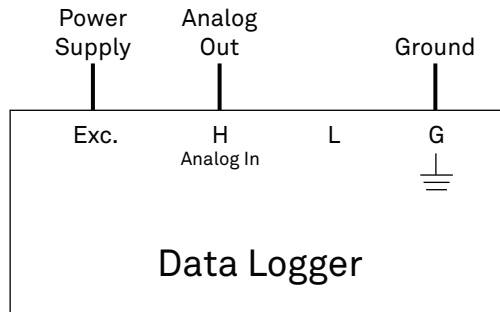 Power Supply
Analog Out
Ground
Exc.
H
Analog In
L
G
Data Logger